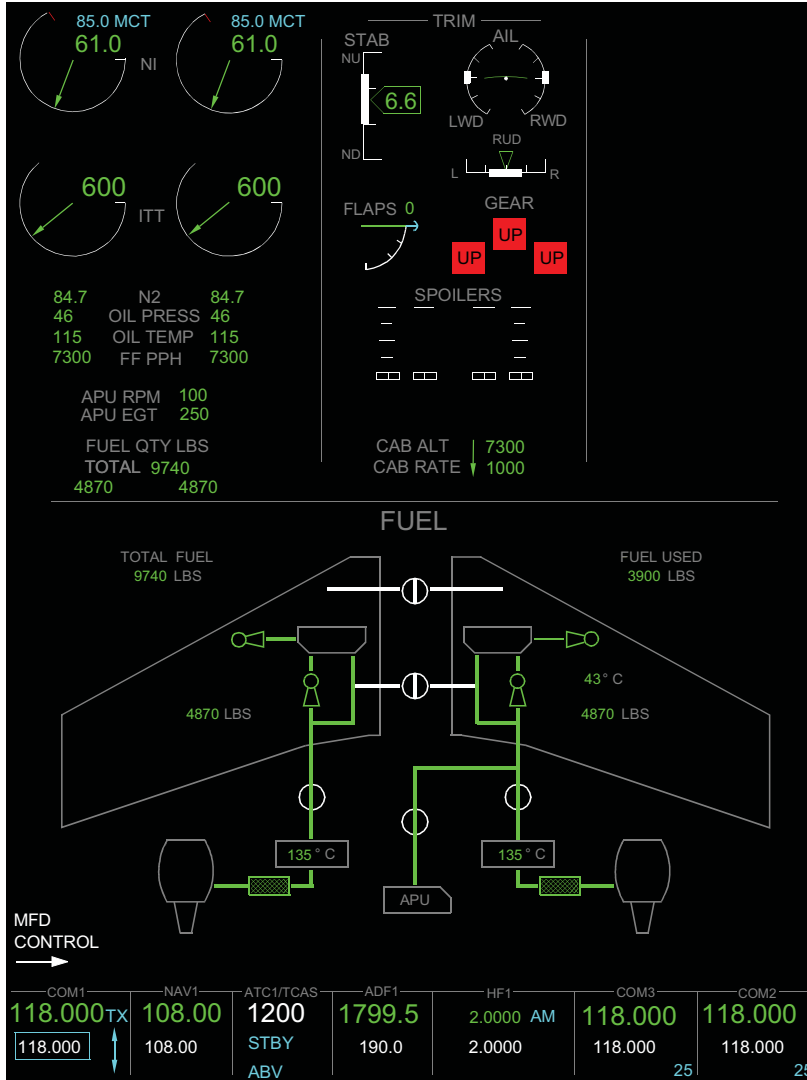 85.0 MCT 85.0 MCT
61.0 NI 61.0
600 ITT 600
84.7 N2 84.7
46 OIL PRESS 46
115 OIL TEMP 115
7300 FF PPH 7300
APU RPM 100
APU EGT 250
FUEL QTY LBS
TOTAL 9740
4870 4870
TRIM
STAB
NU
6.6
ND
AIL
LWD RWD
RUD
L R
FLAPS 0
GEAR
UP
UP UP
SPOILERS
CAB ALT 7300
CAB RATE 1000
FUEL
TOTAL FUEL
9740 LBS
FUEL USED
3900 LBS
43° C
4870 LBS 4870 LBS
135° C 135° C
APU
MFD
CONTROL
COM1 NAV1 ATC1/TCAS ADF1 HF1 COM3 COM2
118.000TX 108.00 1200 1799.5 2.0000 AM 118.000 118.000
118.000 108.00 STBY 190.0 2.0000 118.000 118.000
ABV 25 25